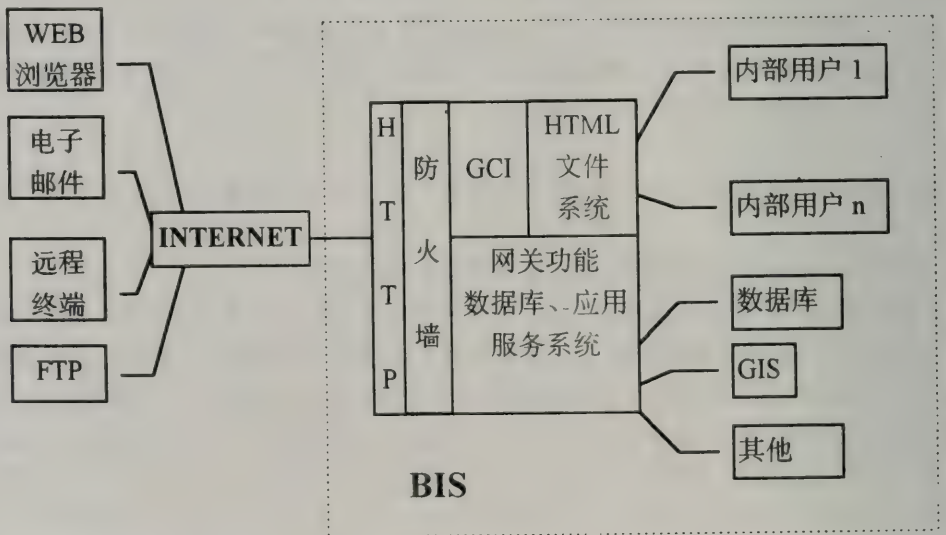 WEB
浏览器
电子
邮件
远程
终端
FTP
INTERNET
HTTP
防火墙
GCI
HTML
文件
系统
网关功能
数据库、应用
服务系统
内部用户 1
内部用户 n
数据库
GIS
其他
BIS